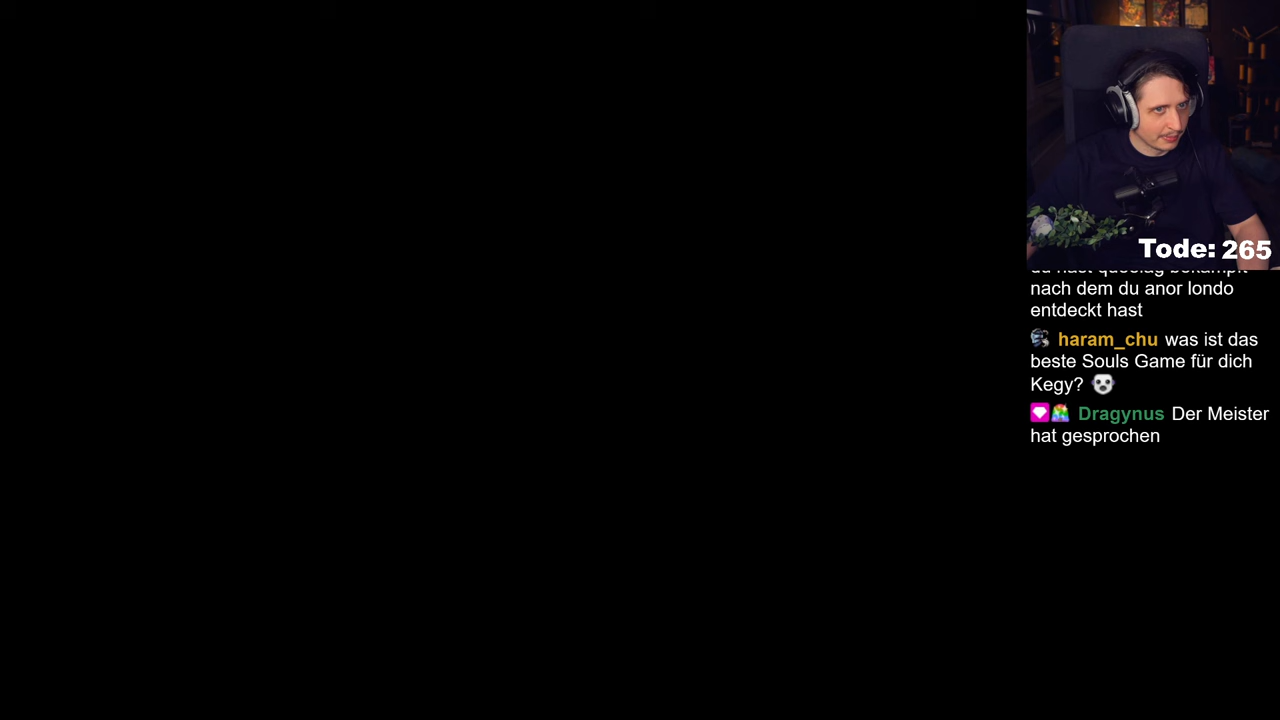 Tode: 265
nach dem du anor londo
entdeckt hast
haram_chu was ist das
beste Souls Game für dich
Kegy?
Dragynus Der Meister
hat gesprochen